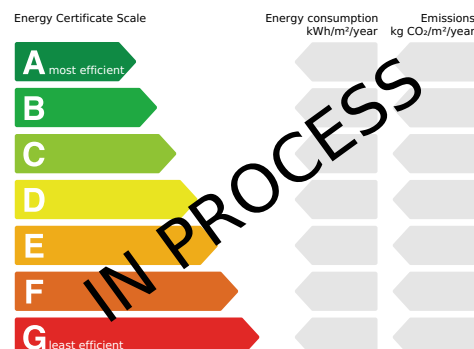 Energy Certificate Scale
Energy consumption
kWh/m²/year
Emissions
kg CO₂/m²/year
A most efficient
B
C
D
E
F
G least efficient
IN PROCESS